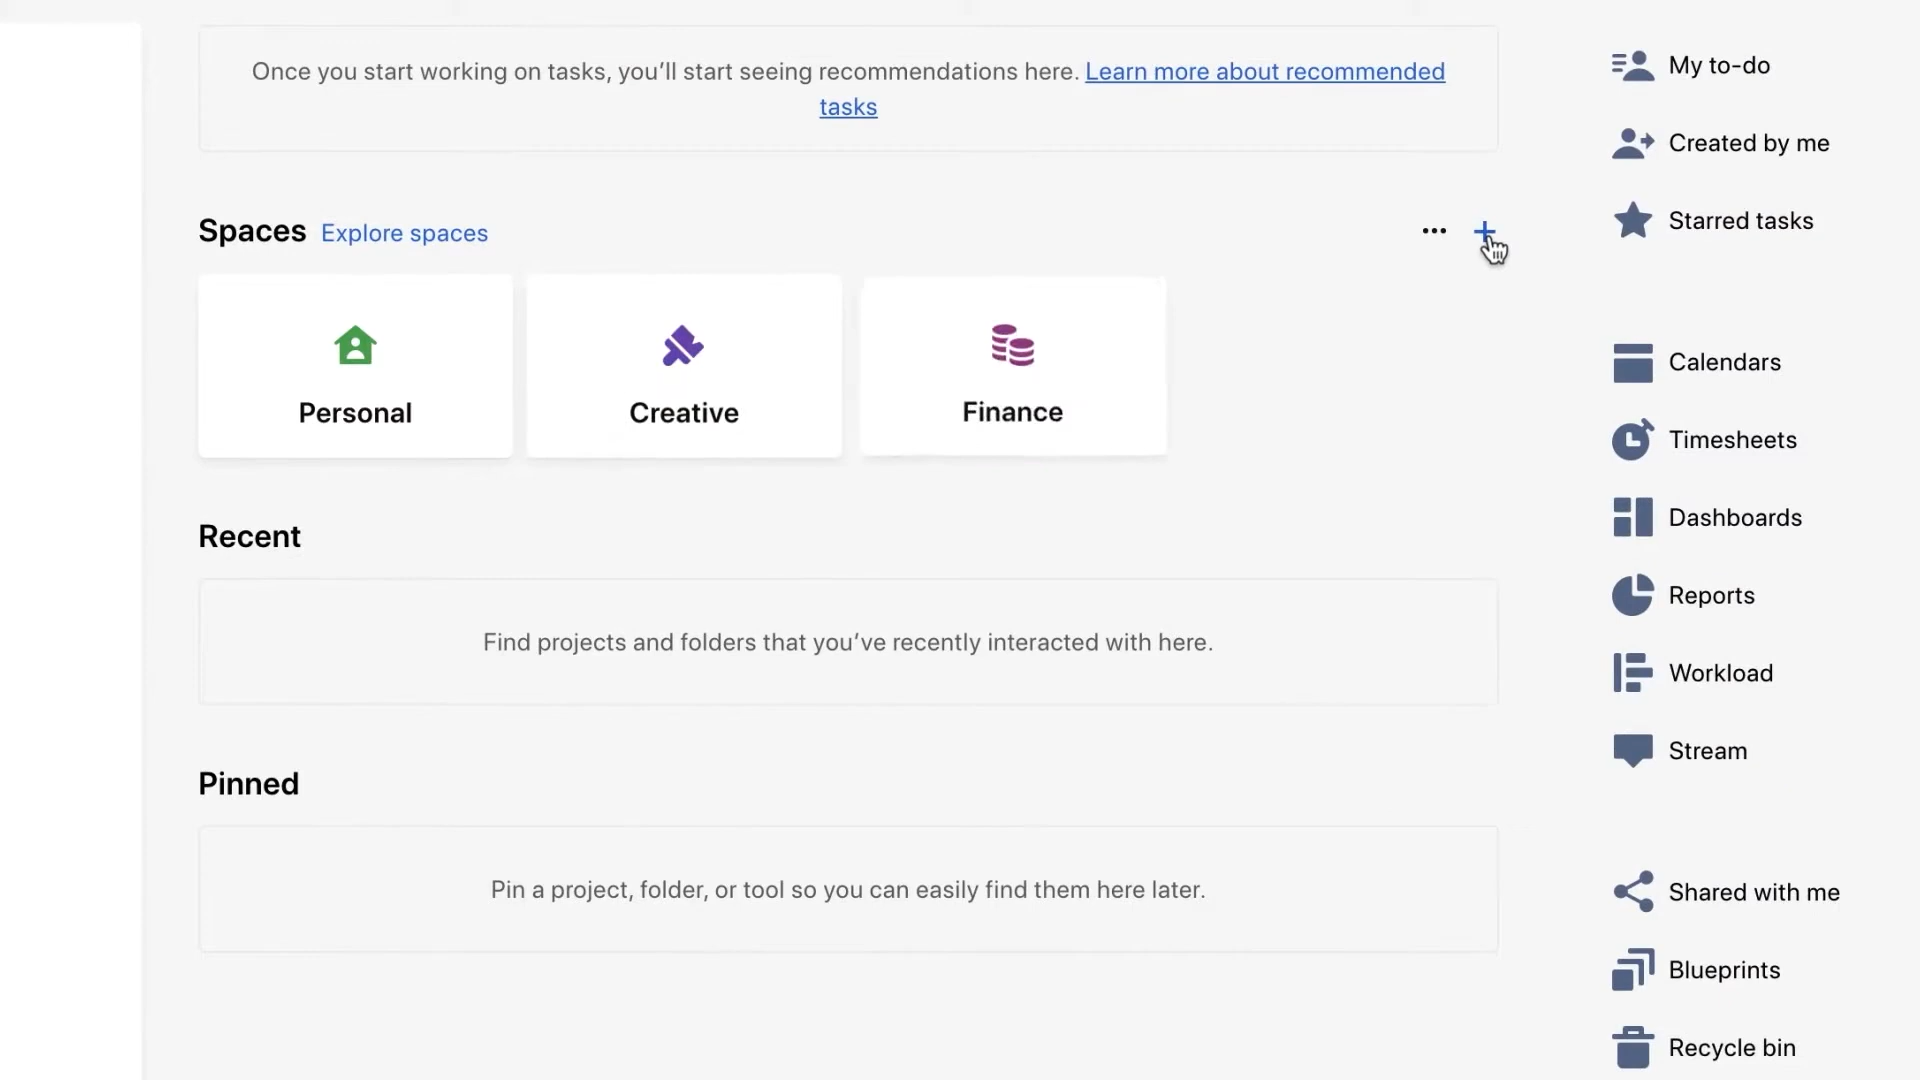 Once you start working on tasks, you’ll start seeing recommendations here. Learn more about recommended
tasks
Spaces Explore spaces
Personal
Creative
Finance
Recent
Find projects and folders that you’ve recently interacted with here.
Pinned
Pin a project, folder, or tool so you can easily find them here later.
My to-do
Created by me
Starred tasks
Calendars
Timesheets
Dashboards
Reports
Workload
Stream
Shared with me
Blueprints
Recycle bin